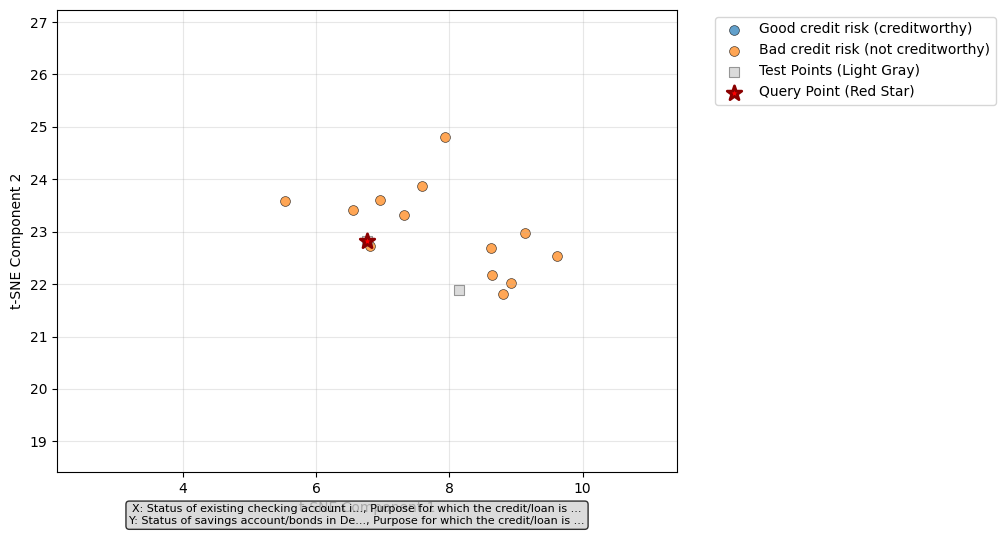 27
26
25
24
23
22
21
20
19
t-SNE Component 2
4
6
8
10
t-SNE Component 1
X: Status of existing checking account i..., Purpose for which the credit/loan is ...
Y: Status of savings account/bonds in De..., Purpose for which the credit/loan is ...
Good credit risk (creditworthy)
Bad credit risk (not creditworthy)
Test Points (Light Gray)
Query Point (Red Star)